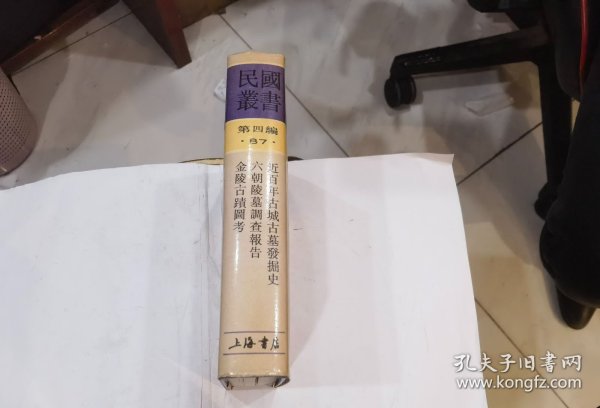 民國叢書
第四編
·87·
近百年古城古墓發掘史
六朝陵墓調查報告
金陵古蹟圖考
上海書店
孔夫子旧书网
www.kongfz.com